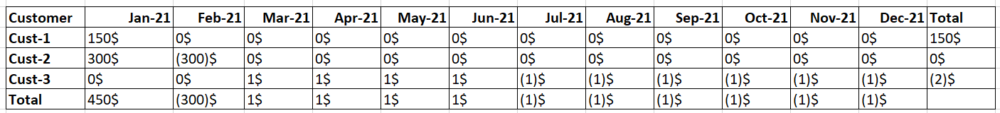 Customer Jan-21 Feb-21 Mar-21 Apr-21 May-21 Jun-21 Jul-21 Aug-21 Sep-21 Oct-21 Nov-21 Dec-21 Total
Cust-1 150$ 0$ 0$ 0$ 0$ 0$ 0$ 0$ 0$ 0$ 0$ 0$ 150$
Cust-2 300$ (300)$ 0$ 0$ 0$ 0$ 0$ 0$ 0$ 0$ 0$ 0$ 0$
Cust-3 0$ 0$ 1$ 1$ 1$ 1$ (1)$ (1)$ (1)$ (1)$ (1)$ (1)$ (2)$
Total 450$ (300)$ 1$ 1$ 1$ 1$ (1)$ (1)$ (1)$ (1)$ (1)$ (1)$